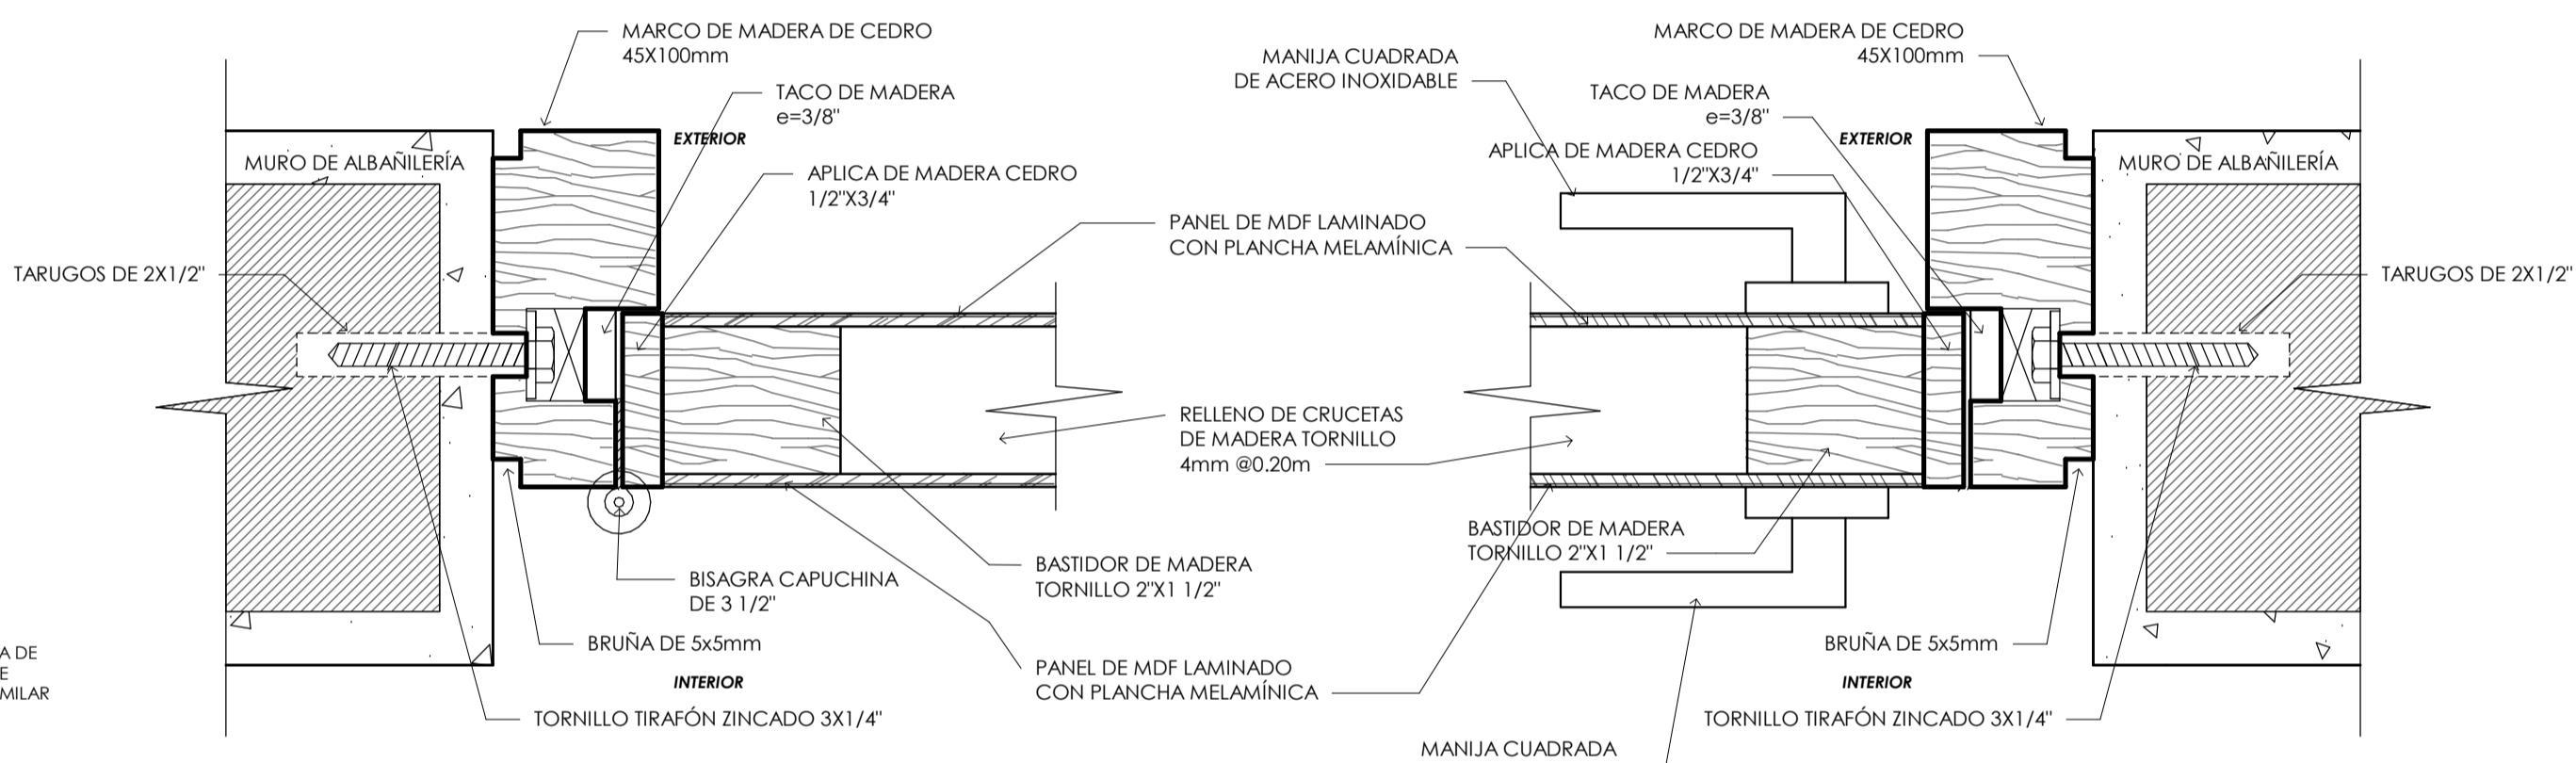 MARCO DE MADERA DE CEDRO
45X100mm
TACO DE MADERA
e=3/8"
EXTERIOR
MURO DE ALBAÑILERÍA
APLICA DE MADERA CEDRO
1/2"X3/4"
TARUGOS DE 2X1/2"
PANEL DE MDF LAMINADO
CON PLANCHA MELAMÍNICA
RELLENO DE CRUCETAS
DE MADERA TORNILLO
4mm @0.20m
BASTIDOR DE MADERA
TORNILLO 2"X1 1/2"
BISAGRA CAPUCHINA
DE 3 1/2"
BRUÑA DE 5x5mm
PANEL DE MDF LAMINADO
CON PLANCHA MELAMÍNICA
INTERIOR
TORNILLO TIRAFÓN ZINCADO 3X1/4"
A DE
E
MILAR
MANIJA CUADRADA
DE ACERO INOXIDABLE
MARCO DE MADERA DE CEDRO
45X100mm
TACO DE MADERA
e=3/8"
EXTERIOR
APLICA DE MADERA CEDRO
1/2"X3/4"
MURO DE ALBAÑILERÍA
TARUGOS DE 2X1/2"
BASTIDOR DE MADERA
TORNILLO 2"X1 1/2"
BRUÑA DE 5x5mm
INTERIOR
TORNILLO TIRAFÓN ZINCADO 3X1/4"
MANIJA CUADRADA